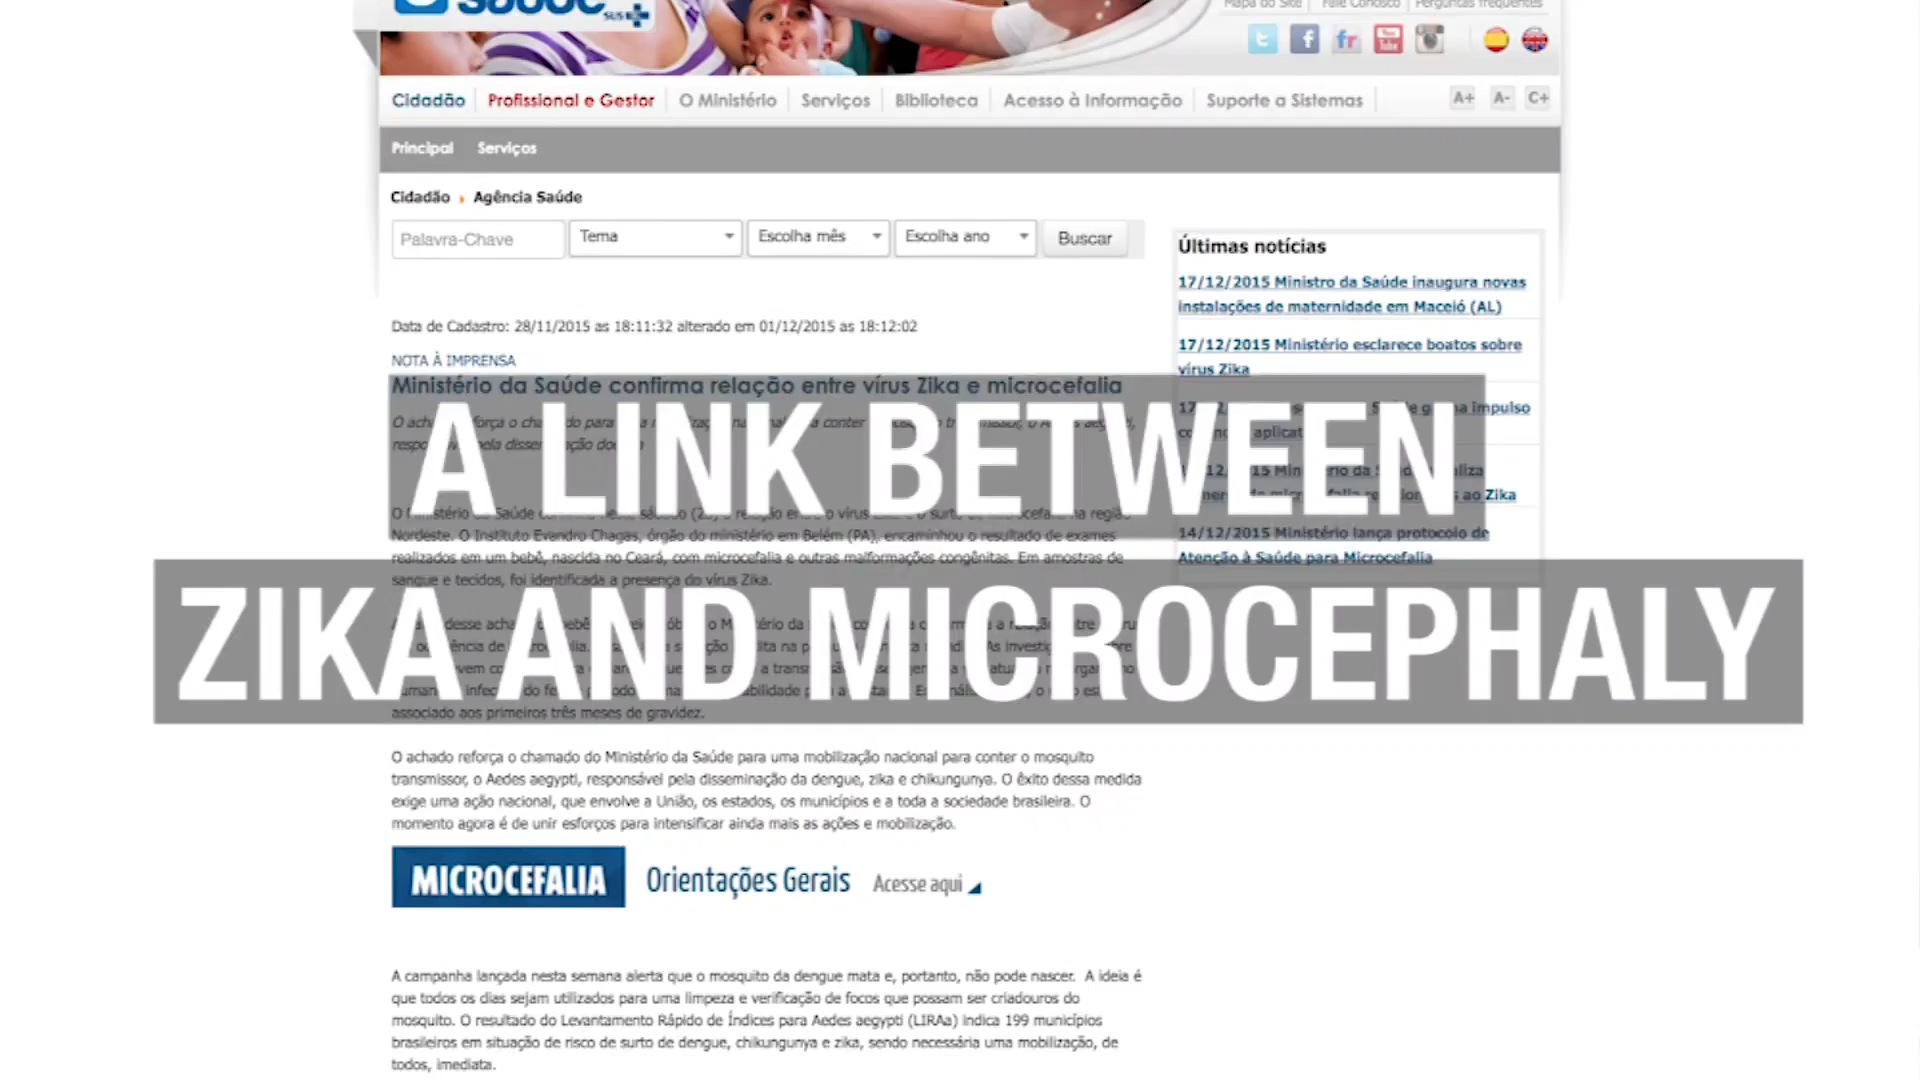 saúde
SUS
Mapa do Site Fale Conosco Perguntas frequentes
Cidadão Profissional e Gestor O Ministério Serviços Biblioteca Acesso à Informação Suporte a Sistemas A+ A- C+
Principal Serviços
Cidadão Agência Saúde
Palavra-Chave Tema Escolha mês Escolha ano Buscar
Data de Cadastro: 28/11/2015 as 18:11:32 alterado em 01/12/2015 as 18:12:02
NOTA À IMPRENSA
Ministério da Saúde confirma relação entre vírus Zika e microcefalia
A LINK BETWEEN
ZIKA AND MICROCEPHALY
Nordeste. O Instituto Evandro Chagas, órgão do ministério em Belém (PA), encaminhou o resultado de exames
realizados em um bebê, nascida no Ceará, com microcefalia e outras malformações congênitas. Em amostras de
sangue e tecidos, foi identificada a presença do vírus Zika.
associado aos primeiros três meses de gravidez.
O achado reforça o chamado do Ministério da Saúde para uma mobilização nacional para conter o mosquito
transmissor, o Aedes aegypti, responsável pela disseminação da dengue, zika e chikungunya. O êxito dessa medida
exige uma ação nacional, que envolve a União, os estados, os municípios e a toda a sociedade brasileira. O
momento agora é de unir esforços para intensificar ainda mais as ações e mobilização.
MICROCEFALIA Orientações Gerais Acesse aqui
A campanha lançada nesta semana alerta que o mosquito da dengue mata e, portanto, não pode nascer. A ideia é
que todos os dias sejam utilizados para uma limpeza e verificação de focos que possam ser criadouros do
mosquito. O resultado do Levantamento Rápido de Índices para Aedes aegypti (LIRAa) indica 199 municípios
brasileiros em situação de risco de surto de dengue, chikungunya e zika, sendo necessária uma mobilização, de
todos, imediata.
Últimas notícias
17/12/2015 Ministro da Saúde inaugura novas
instalações de maternidade em Maceió (AL)
17/12/2015 Ministério esclarece boatos sobre
vírus Zika
impulso
ao Zika
14/12/2015 Ministério lança protocolo de
Atenção à Saúde para Microcefalia